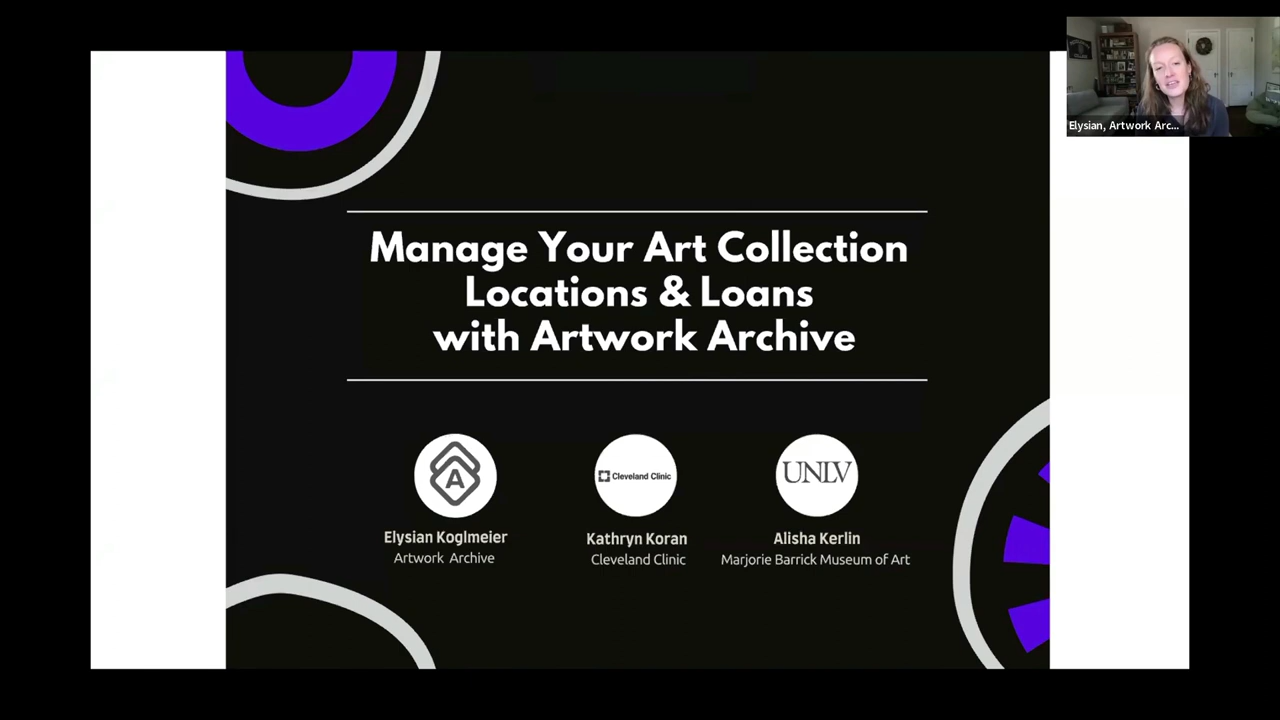 Elysian, Artwork Arc...
Manage Your Art Collection
Locations & Loans
with Artwork Archive
A
Cleveland Clinic
UNLV
Elysian Koglmeier
Kathryn Koran
Alisha Kerlin
Artwork Archive
Cleveland Clinic
Marjorie Barrick Museum of Art